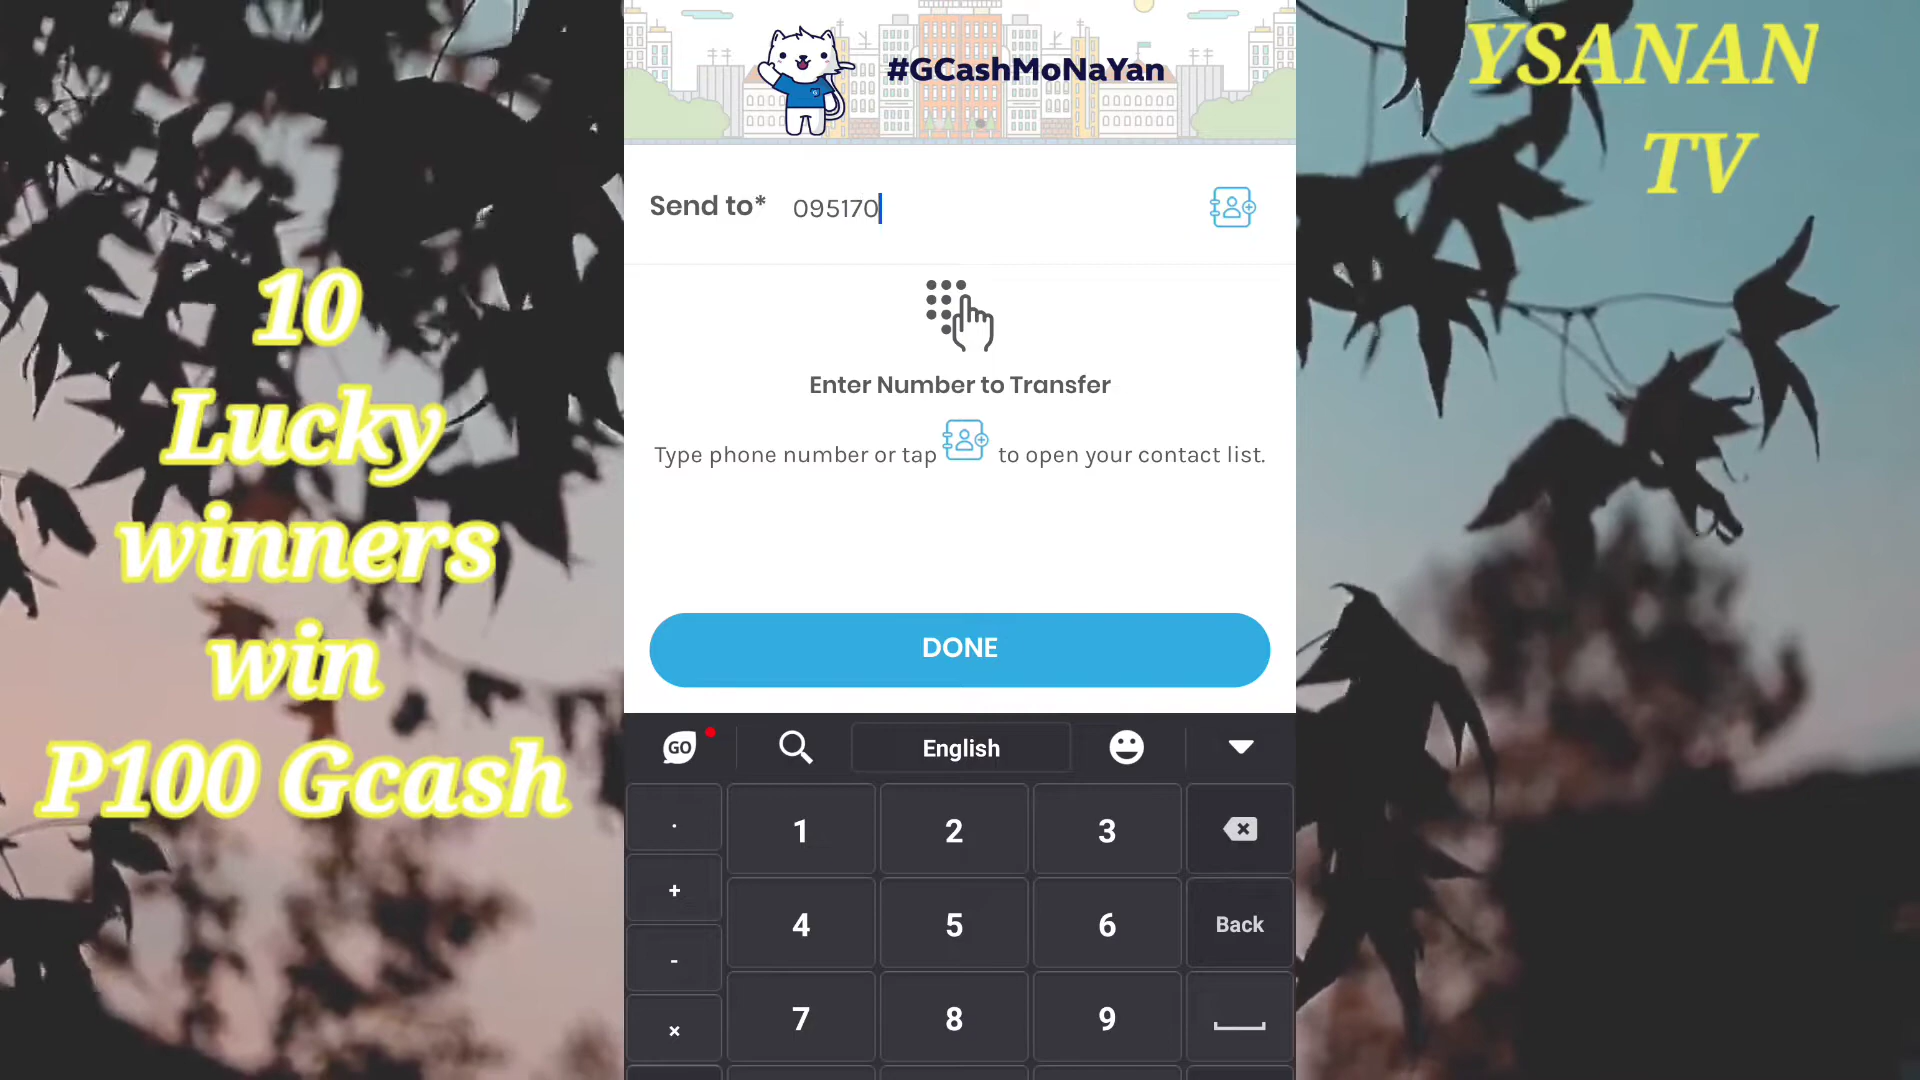 10
Lucky
winners
win
P100 Gcash
#GCashMoNaYan
Send to* 095170
Enter Number to Transfer
Type phone number or tap to open your contact list.
DONE
GO English
. 1 2 3
+ 4 5 6 Back
- 7 8 9
×
YSANAN
TV